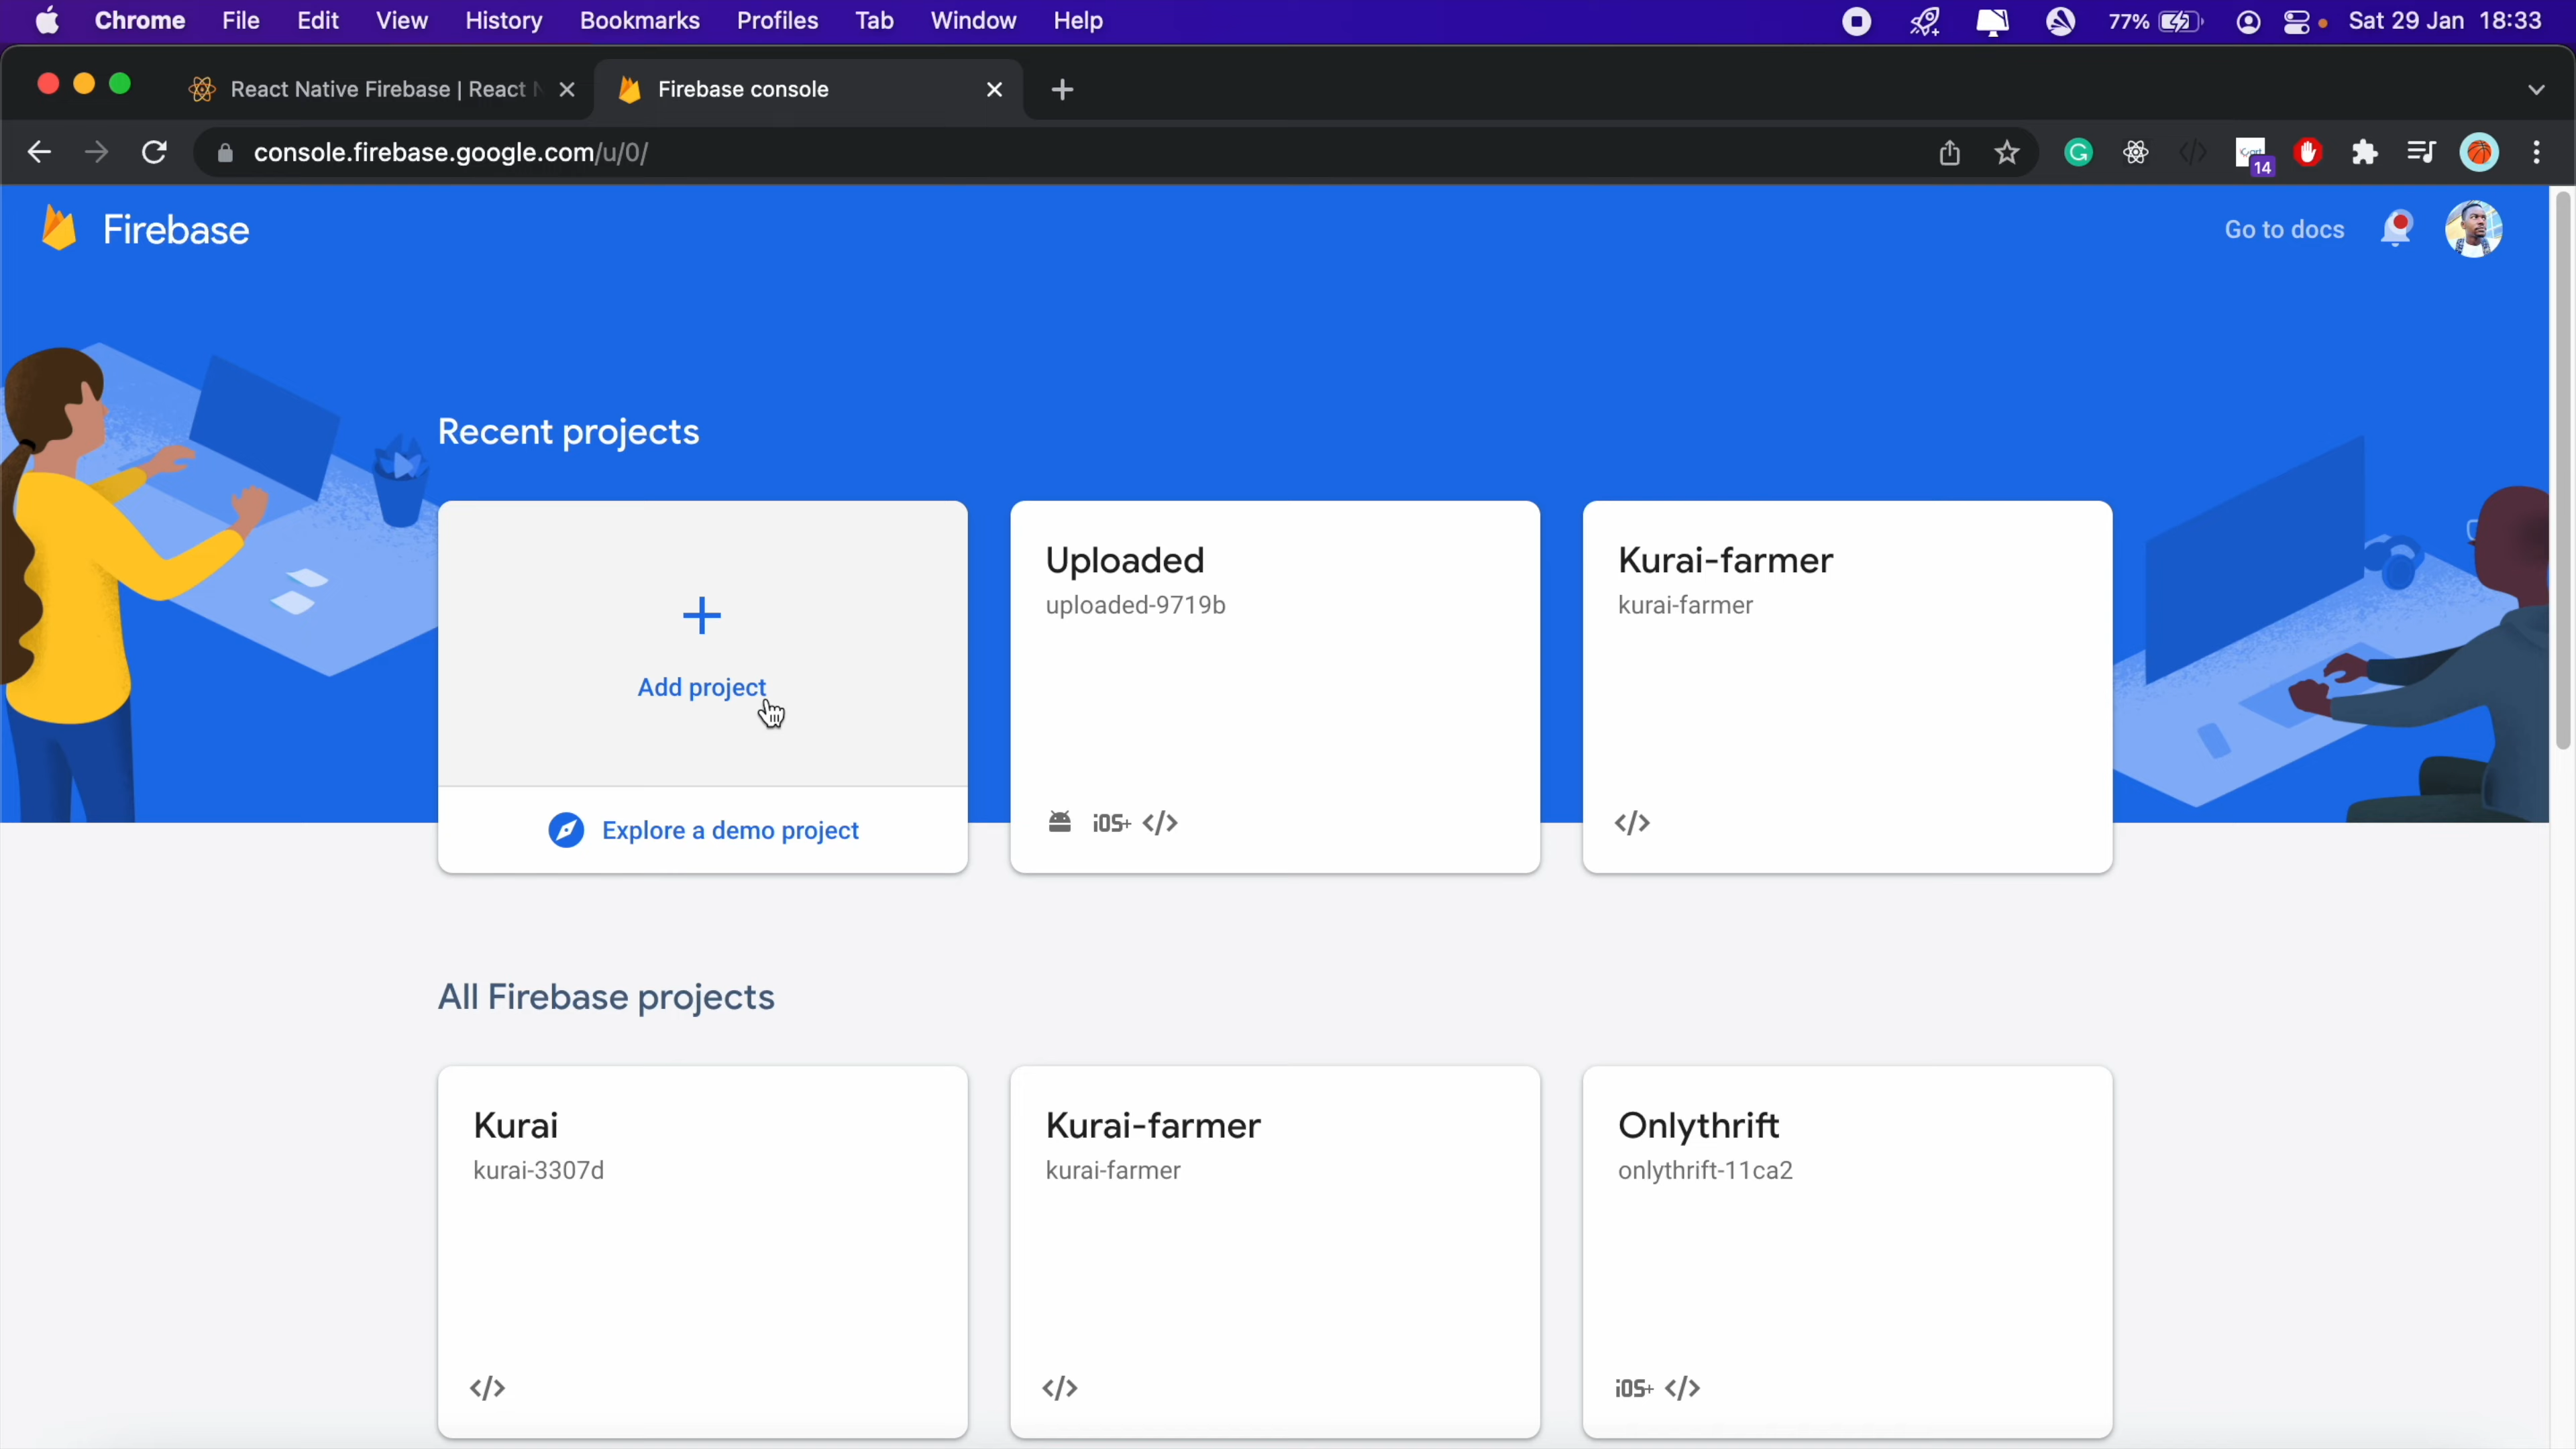 Chrome File Edit View History Bookmarks Profiles Tab Window Help 77% Sat 29 Jan 18:33
React Native Firebase | React Firebase console
console.firebase.google.com/u/0/ 14
Firebase Go to docs
Recent projects
Add project
Explore a demo project
Uploaded
uploaded-9719b
iOS+ </>
Kurai-farmer
kurai-farmer
</>
All Firebase projects
Kurai
kurai-3307d
</>
Kurai-farmer
kurai-farmer
</>
Onlythrift
onlythrift-11ca2
iOS+ </>